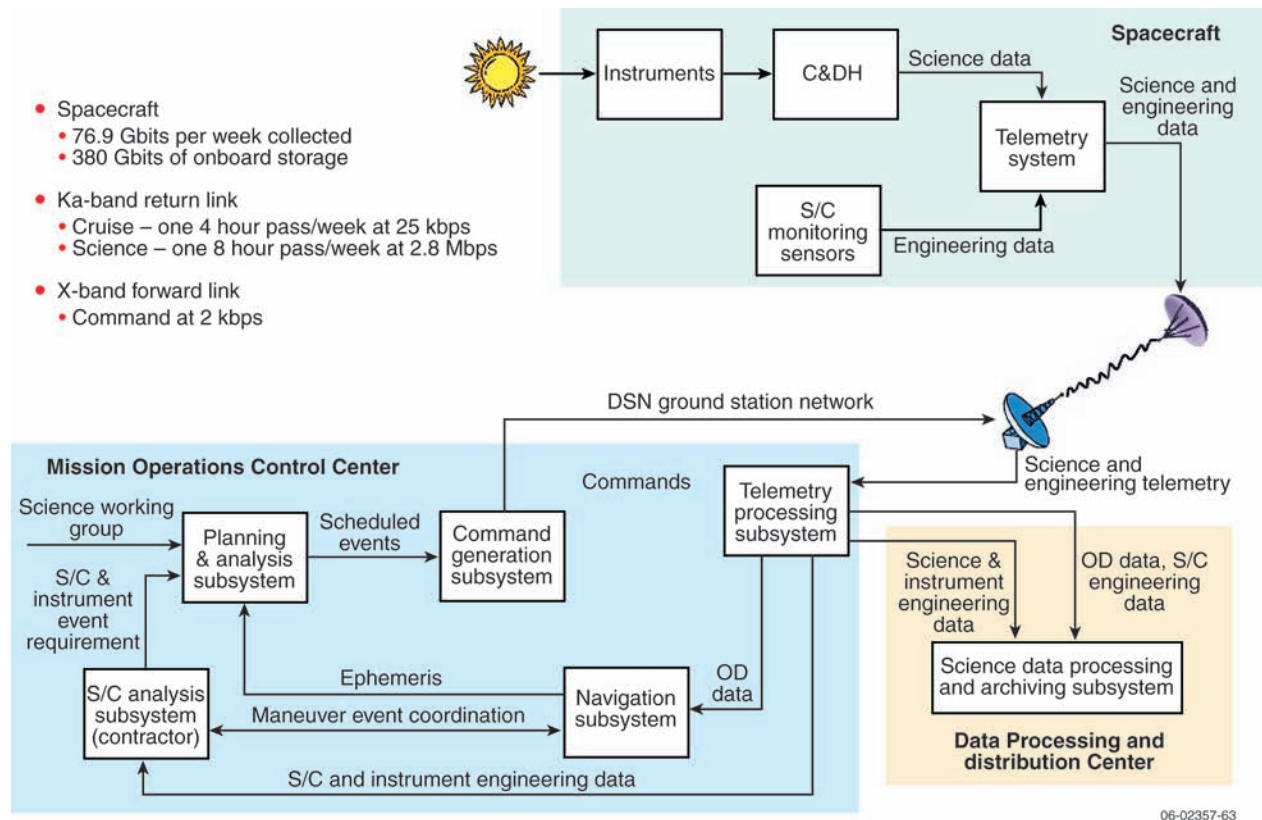 Spacecraft
Instruments
C&DH
Science data
Science and
engineering
data
Telemetry
system
S/C
monitoring
sensors
Engineering data
• Spacecraft
• 76.9 Gbits per week collected
• 380 Gbits of onboard storage
• Ka-band return link
• Cruise – one 4 hour pass/week at 25 kbps
• Science – one 8 hour pass/week at 2.8 Mbps
• X-band forward link
• Command at 2 kbps
DSN ground station network
Science and
engineering telemetry
Mission Operations Control Center
Commands
Science working
group
Planning
& analysis
subsystem
Scheduled
events
Command
generation
subsystem
Telemetry
processing
subsystem
S/C &
instrument
event
requirement
S/C analysis
subsystem
(contractor)
Ephemeris
Maneuver event coordination
Navigation
subsystem
OD
data
S/C and instrument engineering data
Science &
instrument
engineering
data
OD data, S/C
engineering
data
Science data processing
and archiving subsystem
Data Processing and
distribution Center
06-02357-63